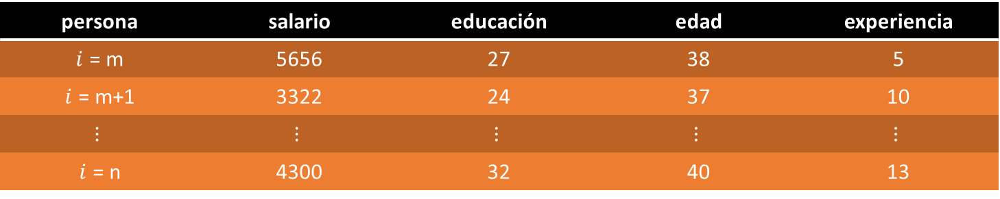 persona salario educación edad experiencia
i = m 5656 27 38 5
i = m+1 3322 24 37 10
⋮ ⋮ ⋮ ⋮ ⋮
i = n 4300 32 40 13